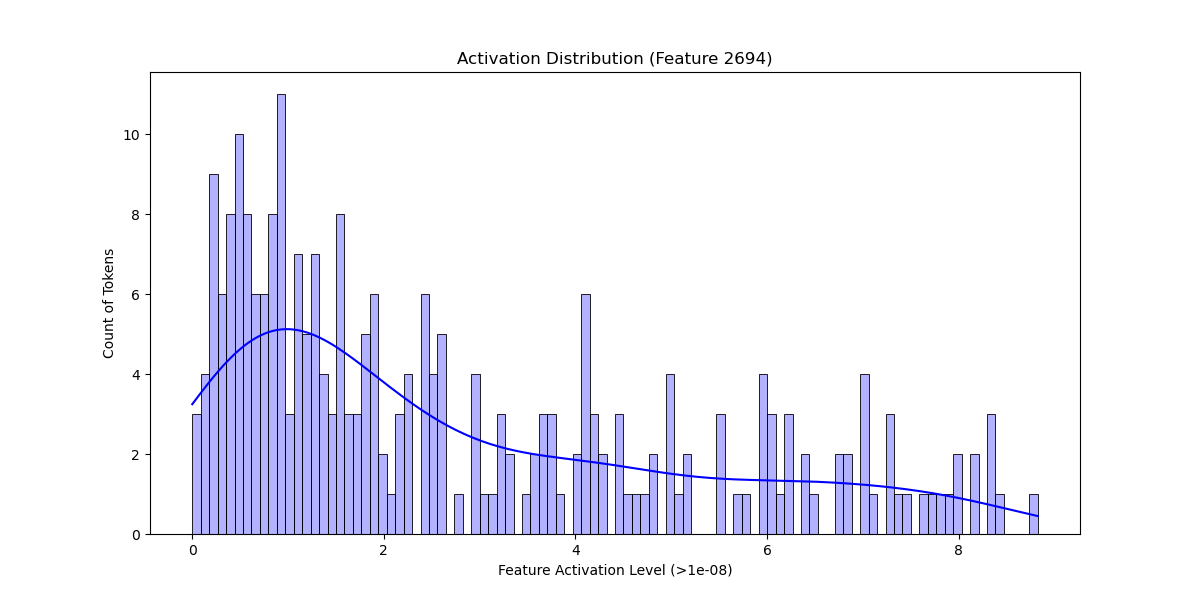 Activation Distribution (Feature 2694)
Count of Tokens
10
8
6
4
2
0
0 2 4 6 8
Feature Activation Level (>1e-08)